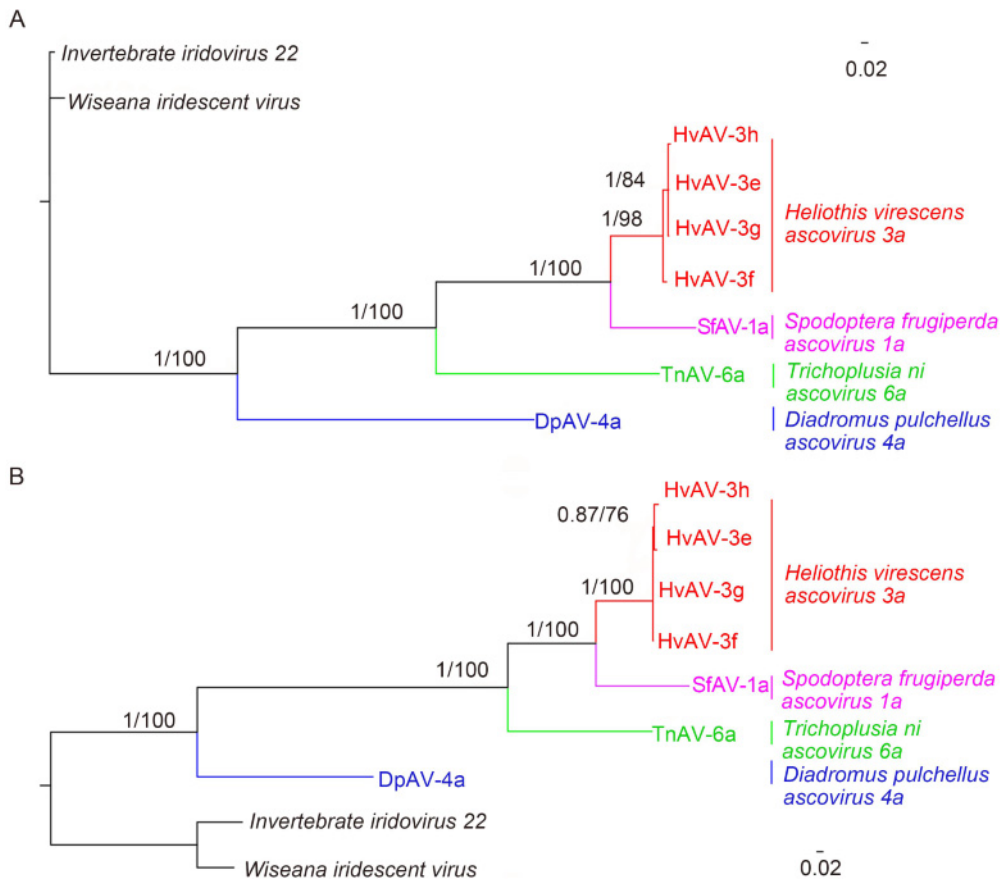 A
Invertebrate iridovirus 22
0.02
Wiseana iridescent virus
HvAV-3h
1/84
HvAV-3e
Heliothis virescens
ascovirus 3a
1/98
HvAV-3g
1/100
HvAV-3f
1/100
SfAV-1a
Spodoptera frugiperda
ascovirus 1a
1/100
TnAV-6a
Trichoplusia ni
ascovirus 6a
DpAV-4a
Diadromus pulchellus
ascovirus 4a
B
HvAV-3h
0.87/76
HvAV-3e
Heliothis virescens
ascovirus 3a
1/100
HvAV-3g
1/100
HvAV-3f
1/100
SfAV-1a
Spodoptera frugiperda
ascovirus 1a
1/100
TnAV-6a
Trichoplusia ni
ascovirus 6a
DpAV-4a
Diadromus pulchellus
ascovirus 4a
Invertebrate iridovirus 22
Wiseana iridescent virus
0.02